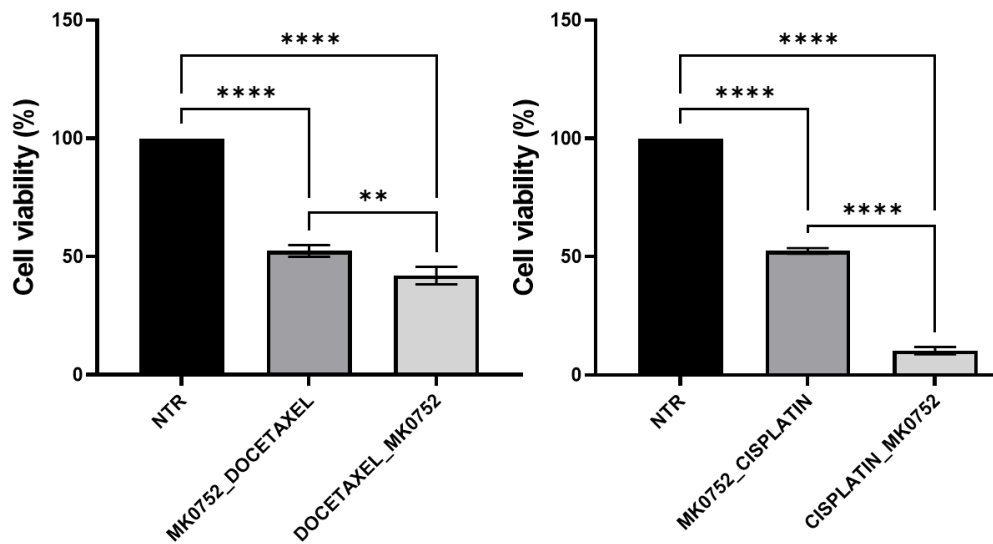 Cell viability (%)
150
100
50
0
****
****
**
NTR
MK0752_DOCETAXEL
DOCETAXEL_MK0752
Cell viability (%)
150
100
50
0
****
****
****
NTR
MK0752_CISPLATIN
CISPLATIN_MK0752